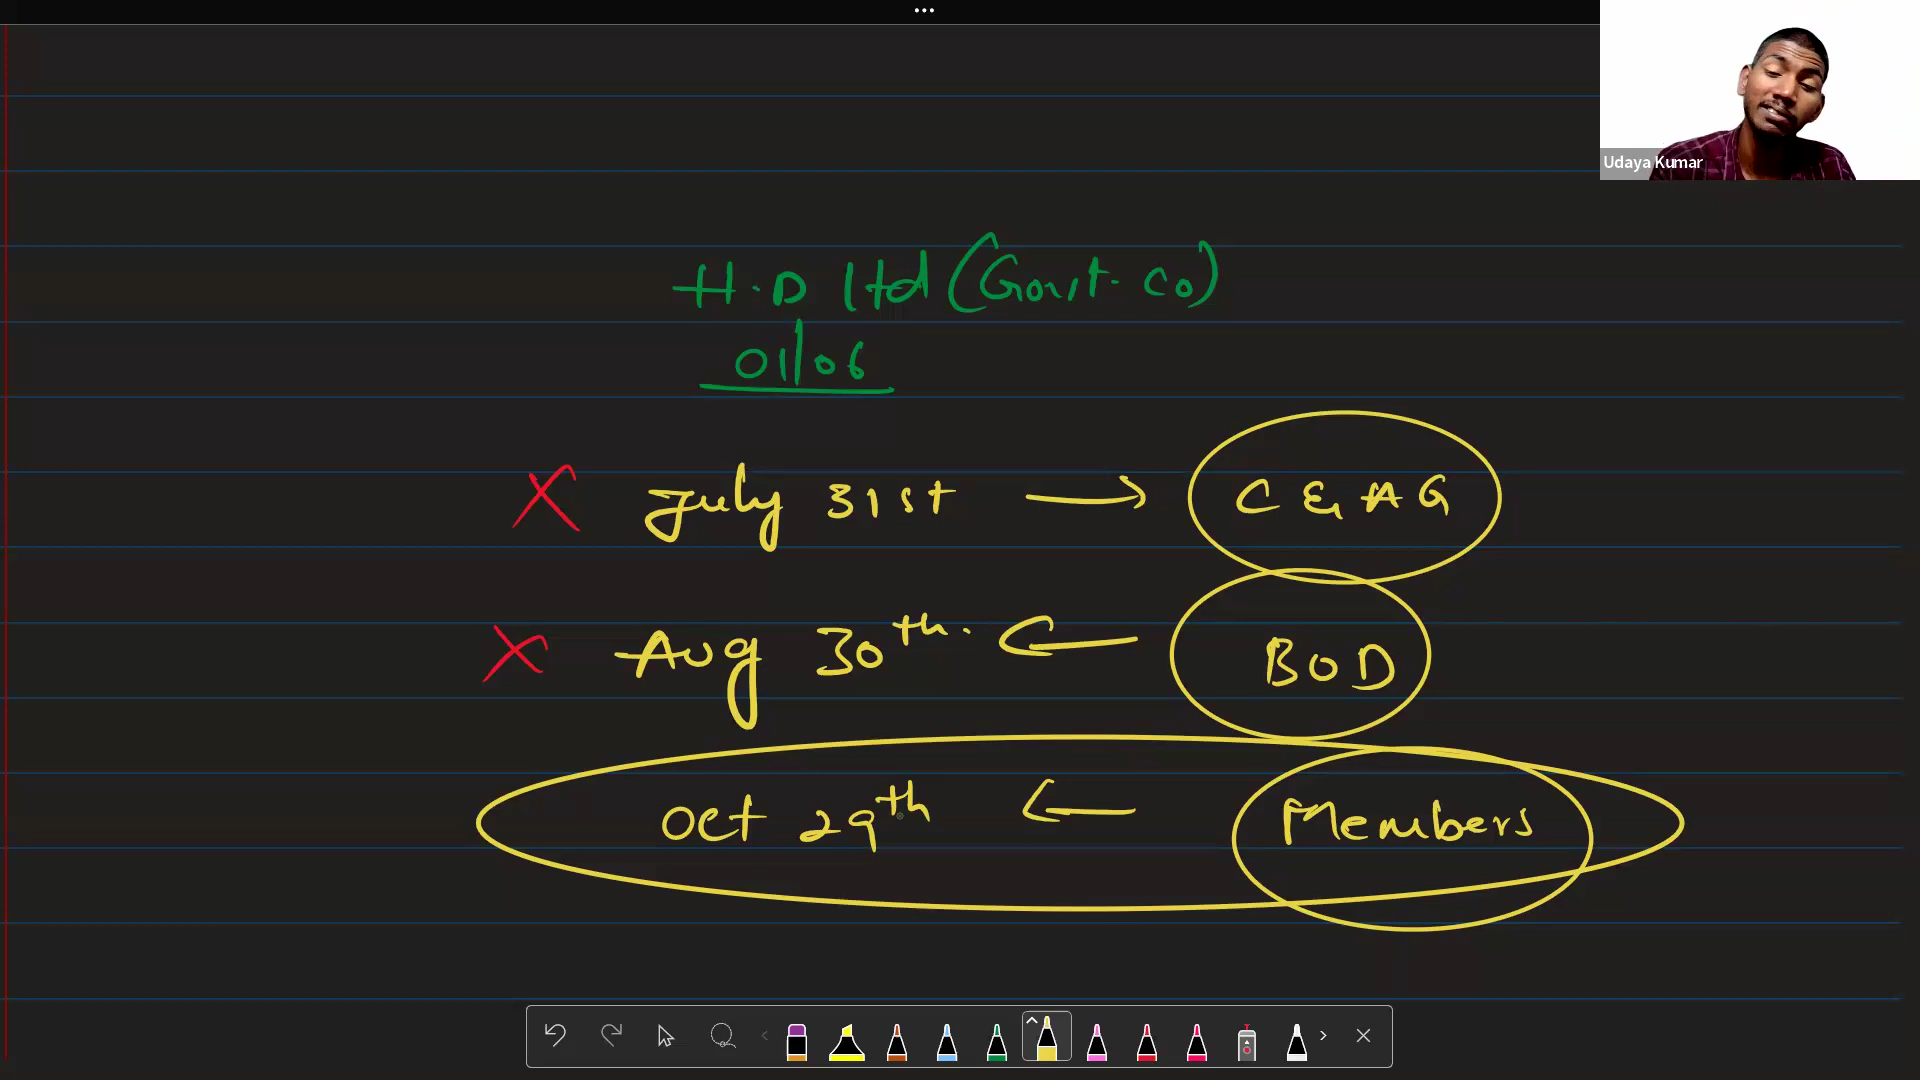 Udaya Kumar
H.D ltd (Govt. Co)
01/06
X July 31st → C&AG
X Aug 30th. ← BOD
Oct 29th ← Members